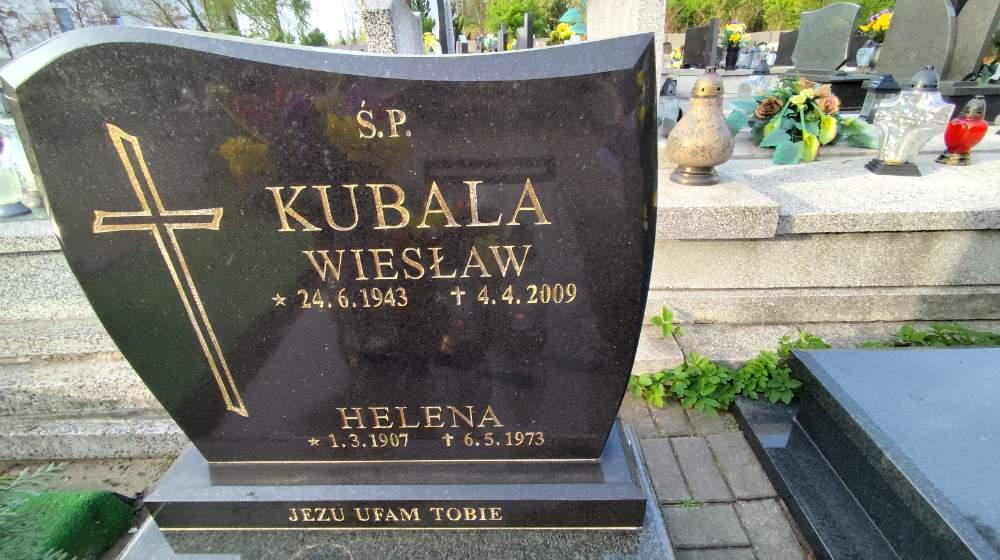 Ś.P.
KUBALA
WIESŁAW
★ 24.6.1943 ✝ 4.4.2009
HELENA
★ 1.3.1907 ✝ 6.5.1973
JEZU UFAM TOBIE